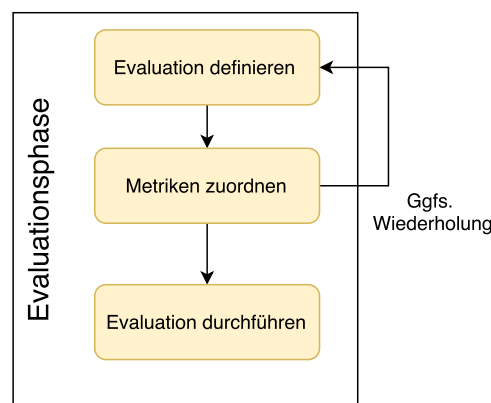 Evaluationsphase
Evaluation definieren
Metriken zuordnen
Ggfs.
Wiederholung
Evaluation durchführen